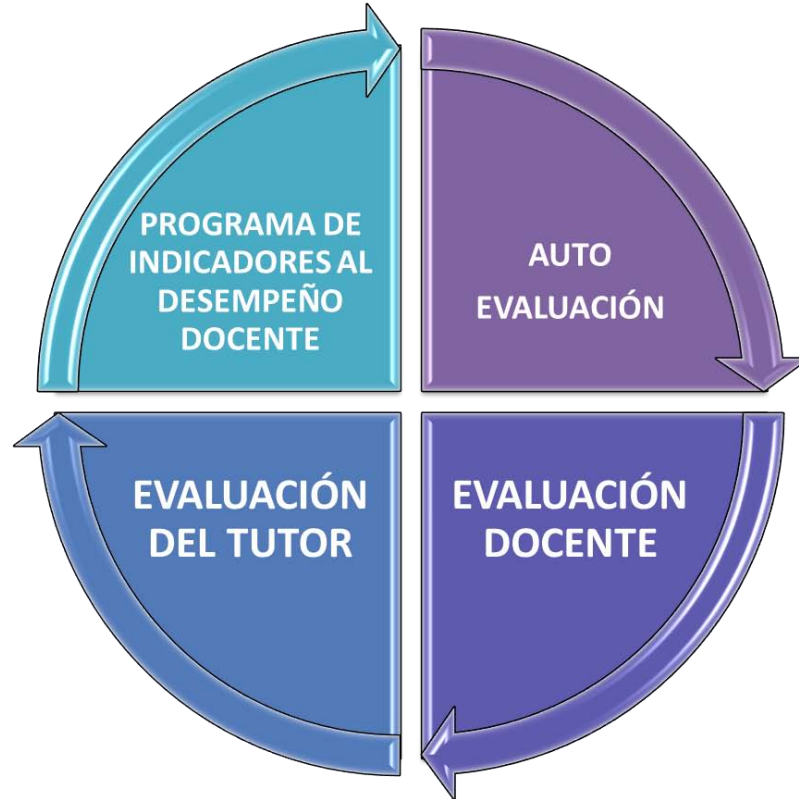 PROGRAMA DE
INDICADORES AL
DESEMPEÑO
DOCENTE
AUTO
EVALUACIÓN
EVALUACIÓN
DEL TUTOR
EVALUACIÓN
DOCENTE